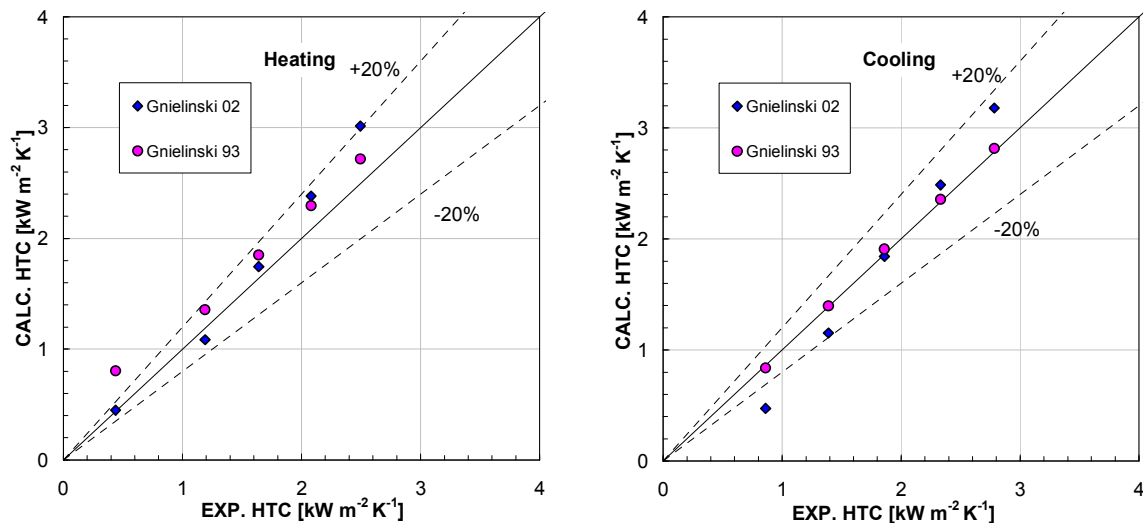 4
3
2
1
0
CALC. HTC [kW m⁻² K⁻¹]
Heating
+20%
Gnielinski 02
Gnielinski 93
-20%
0 1 2 3 4
EXP. HTC [kW m⁻² K⁻¹]
4
3
2
1
0
CALC. HTC [kW m⁻² K⁻¹]
Cooling
+20%
Gnielinski 02
Gnielinski 93
-20%
0 1 2 3 4
EXP. HTC [kW m⁻² K⁻¹]